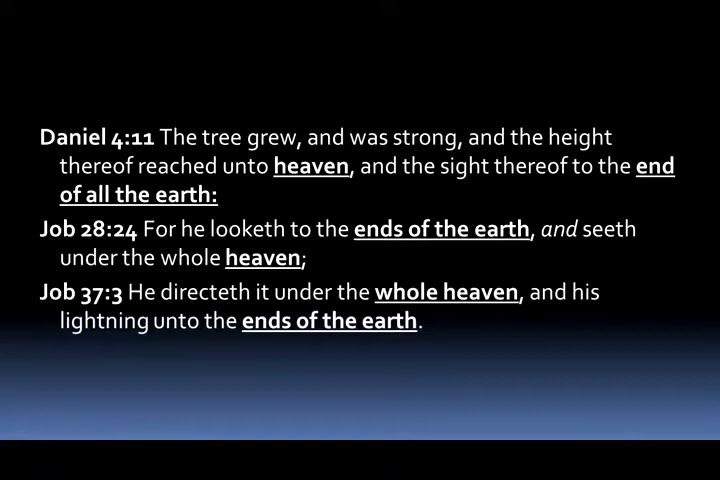 Daniel 4:11 The tree grew, and was strong, and the height
thereof reached unto heaven, and the sight thereof to the end
of all the earth:
Job 28:24 For he looketh to the ends of the earth, and seeth
under the whole heaven;
Job 37:3 He directeth it under the whole heaven, and his
lightning unto the ends of the earth.